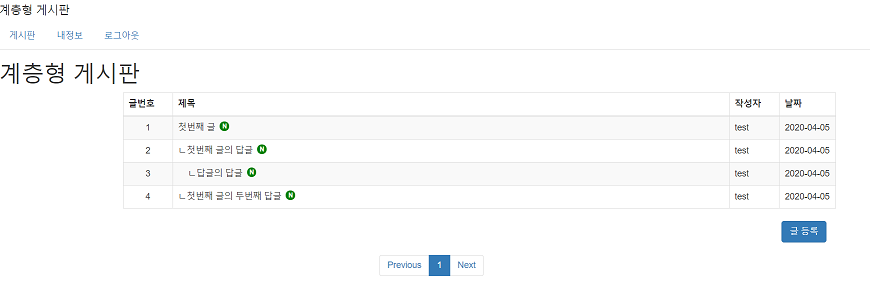 계층형 게시판
게시판 내정보 로그아웃
계층형 게시판
글번호 제목 작성자 날짜
1 첫번째 글 N test 2020-04-05
2 ㄴ첫번째 글의 답글 N test 2020-04-05
3 ㄴ답글의 답글 N test 2020-04-05
4 ㄴ첫번째 글의 두번째 답글 N test 2020-04-05
글 등록
Previous 1 Next